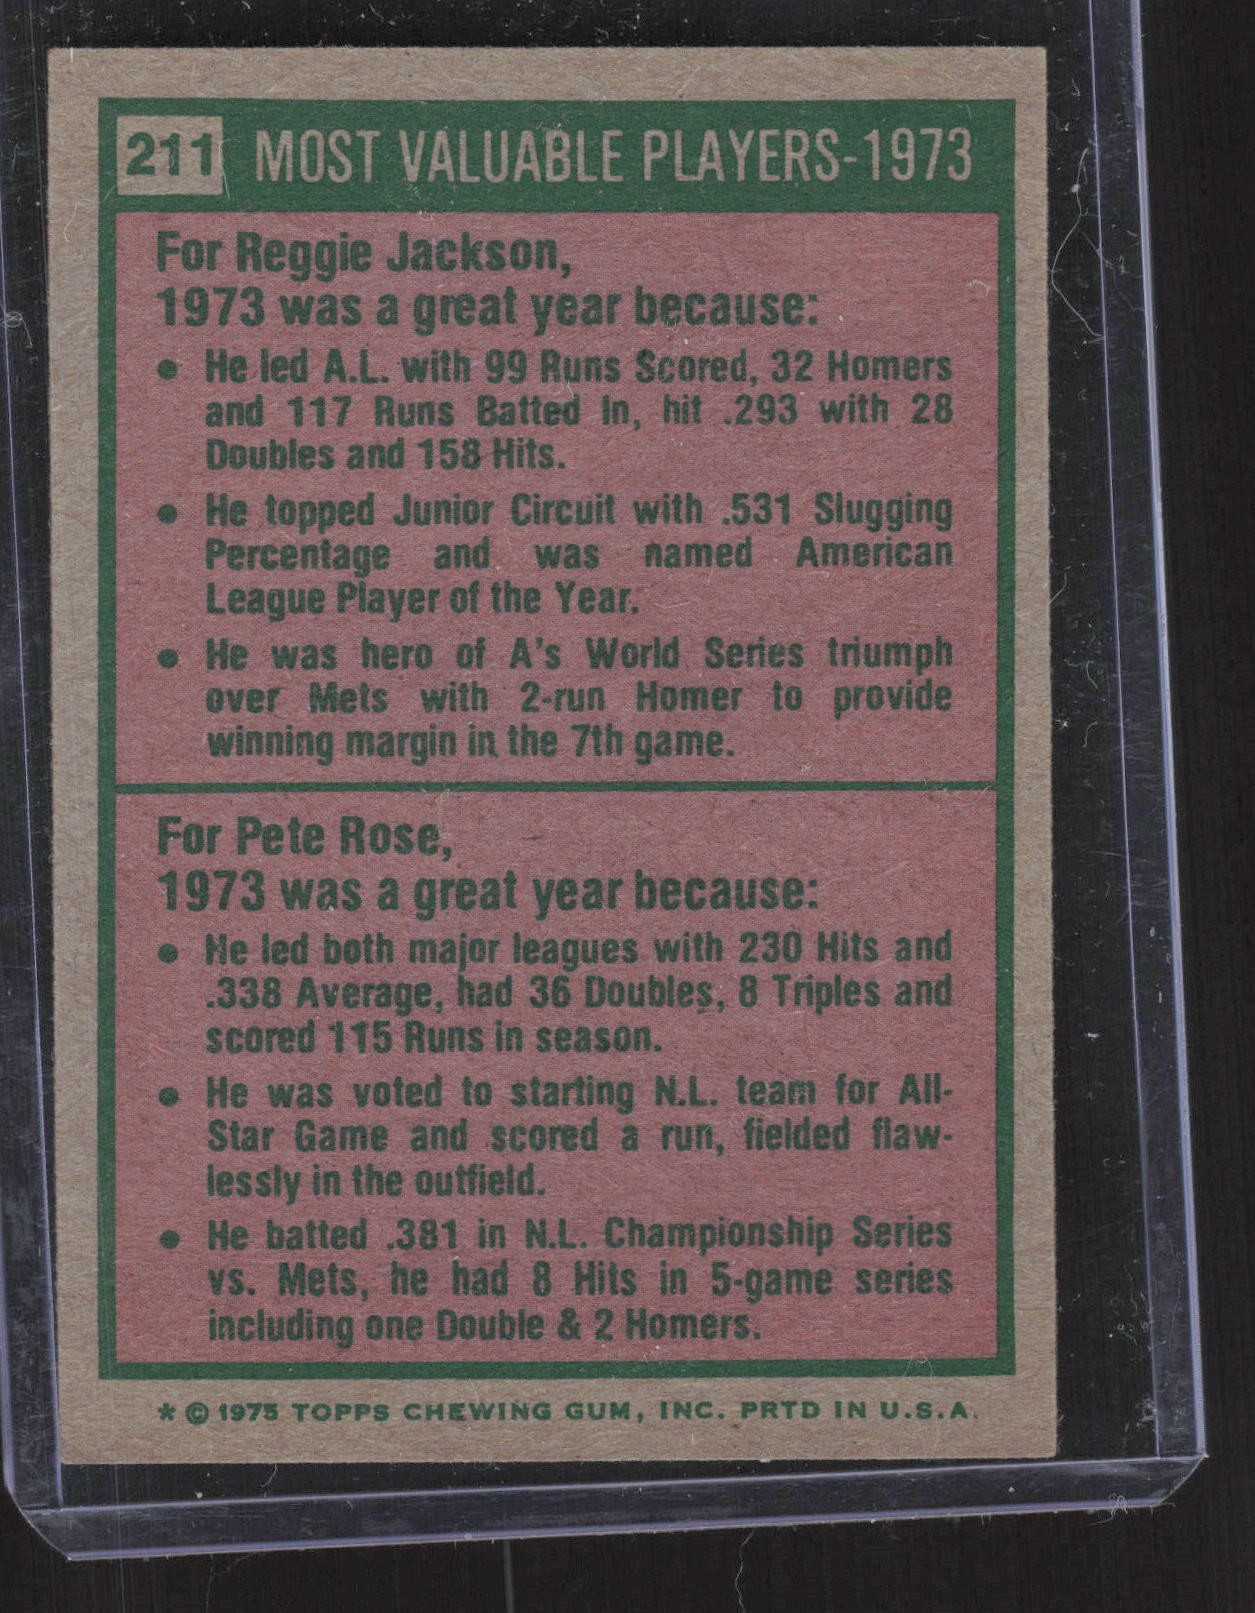 211 MOST VALUABLE PLAYERS-1973
For Reggie Jackson,
1973 was a great year because:
• He led A.L. with 99 Runs Scored, 32 Homers
and 117 Runs Batted In, hit .293 with 28
Doubles and 158 Hits.
• He topped Junior Circuit with .531 Slugging
Percentage and was named American
League Player of the Year.
• He was hero of A's World Series triumph
over Mets with 2-run Homer to provide
winning margin in the 7th game.
For Pete Rose,
1973 was a great year because:
• He led both major leagues with 230 Hits and
.338 Average, had 36 Doubles, 8 Triples and
scored 115 Runs in season.
• He was voted to starting N.L. team for All-
Star Game and scored a run, fielded flaw-
lessly in the outfield.
• He batted .381 in N.L. Championship Series
vs. Mets, he had 8 Hits in 5-game series
including one Double & 2 Homers.
* © 1975 TOPPS CHEWING GUM, INC. PRTD IN U.S.A.